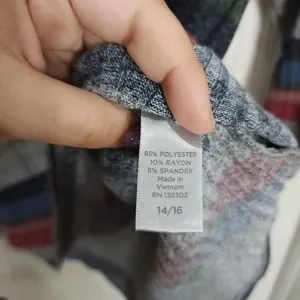 85% POLYESTER
10% RAYON
5% SPANDEX
Made in
Vietnam
RN 138302
14/16